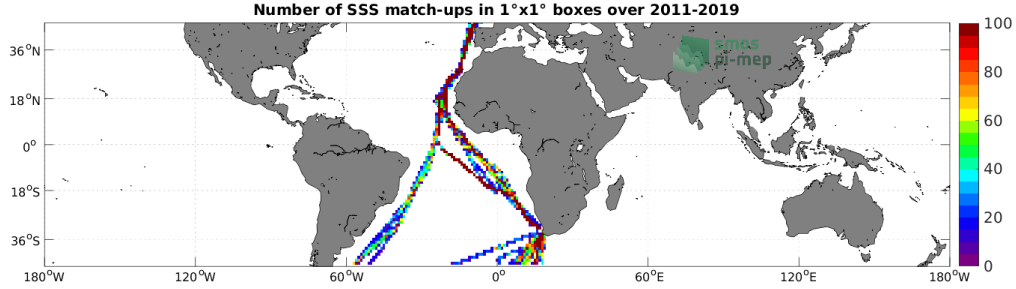 Number of SSS match-ups in 1°x1° boxes over 2011-2019
smos
pi-mep
36°N
18°N
0°
18°S
36°S
180°W
120°W
60°W
0°
60°E
120°E
180°W
100
80
60
40
20
0